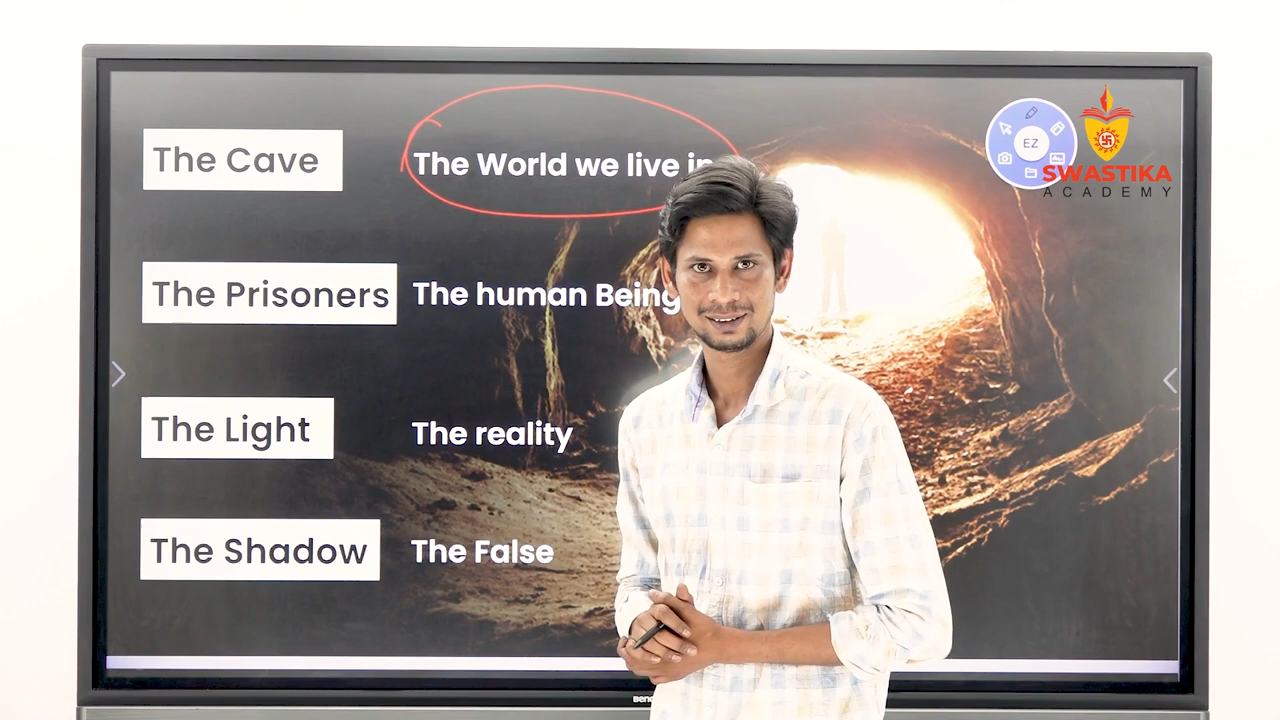 The Cave
The World we live in
The Prisoners
The human Being
The Light
The reality
The Shadow
The False
EZ
SWASTIKA
ACADEMY